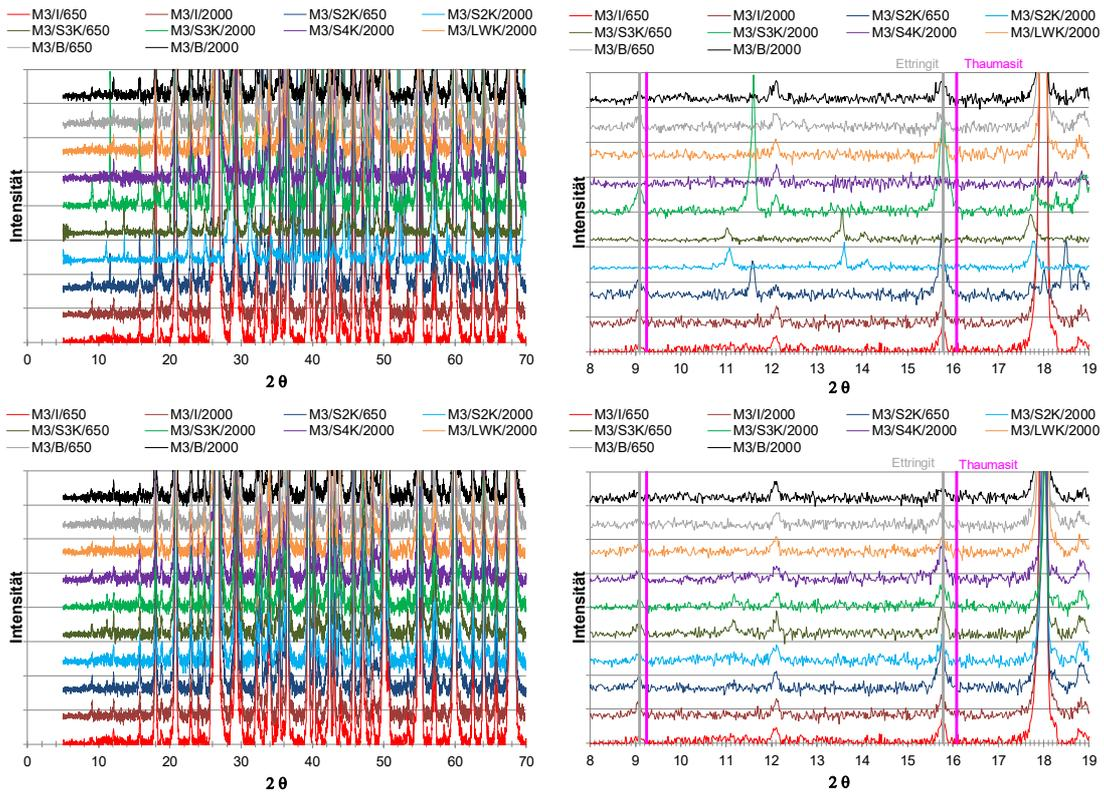 M3/I/650 M3/I/2000 M3/S2K/650 M3/S2K/2000
M3/S3K/650 M3/S3K/2000 M3/S4K/2000 M3/LWK/2000
M3/B/650 M3/B/2000
Intensität
0 10 20 30 40 50 60 70
2 θ
M3/I/650 M3/I/2000 M3/S2K/650 M3/S2K/2000
M3/S3K/650 M3/S3K/2000 M3/S4K/2000 M3/LWK/2000
M3/B/650 M3/B/2000
Ettringit Thaumasit
Intensität
8 9 10 11 12 13 14 15 16 17 18 19
2 θ
M3/I/650 M3/I/2000 M3/S2K/650 M3/S2K/2000
M3/S3K/650 M3/S3K/2000 M3/S4K/2000 M3/LWK/2000
M3/B/650 M3/B/2000
Intensität
0 10 20 30 40 50 60 70
2 θ
M3/I/650 M3/I/2000 M3/S2K/650 M3/S2K/2000
M3/S3K/650 M3/S3K/2000 M3/S4K/2000 M3/LWK/2000
M3/B/650 M3/B/2000
Ettringit Thaumasit
Intensität
8 9 10 11 12 13 14 15 16 17 18 19
2 θ